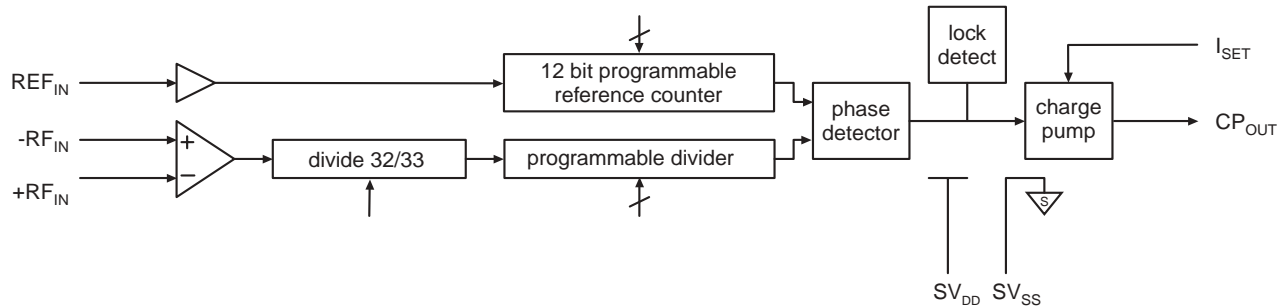 lock
detect
I_SET
REF_IN
12 bit programmable
reference counter
phase
detector
charge
pump
CP_OUT
-RF_IN
+
divide 32/33
programmable divider
−
+RF_IN
S
SV_DD
SV_SS